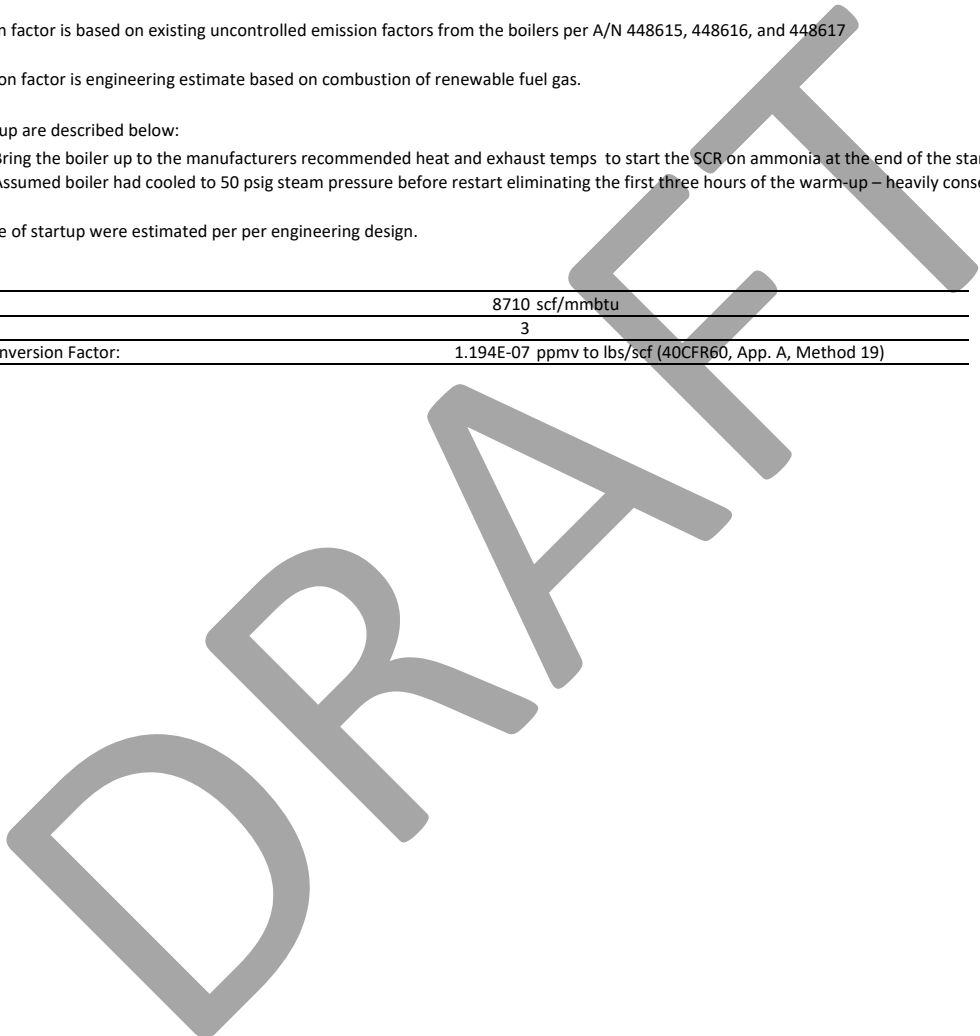 factor is based on existing uncontrolled emission factors from the boilers per A/N 448615, 448616, and 448617
factor is engineering estimate based on combustion of renewable fuel gas.
up are described below:
Bring the boiler up to the manufacturers recommended heat and exhaust temps to start the SCR on ammonia at the end of the
Assumed boiler had cooled to 50 psig steam pressure before restart eliminating the first three hours of the warm-up – heavily
of startup were estimated per per engineering design.
8710 scf/mmbtu
3
Factor: 1.194E-07 ppmv to lbs/scf (40CFR60, App. A, Method 19)
DRAFT